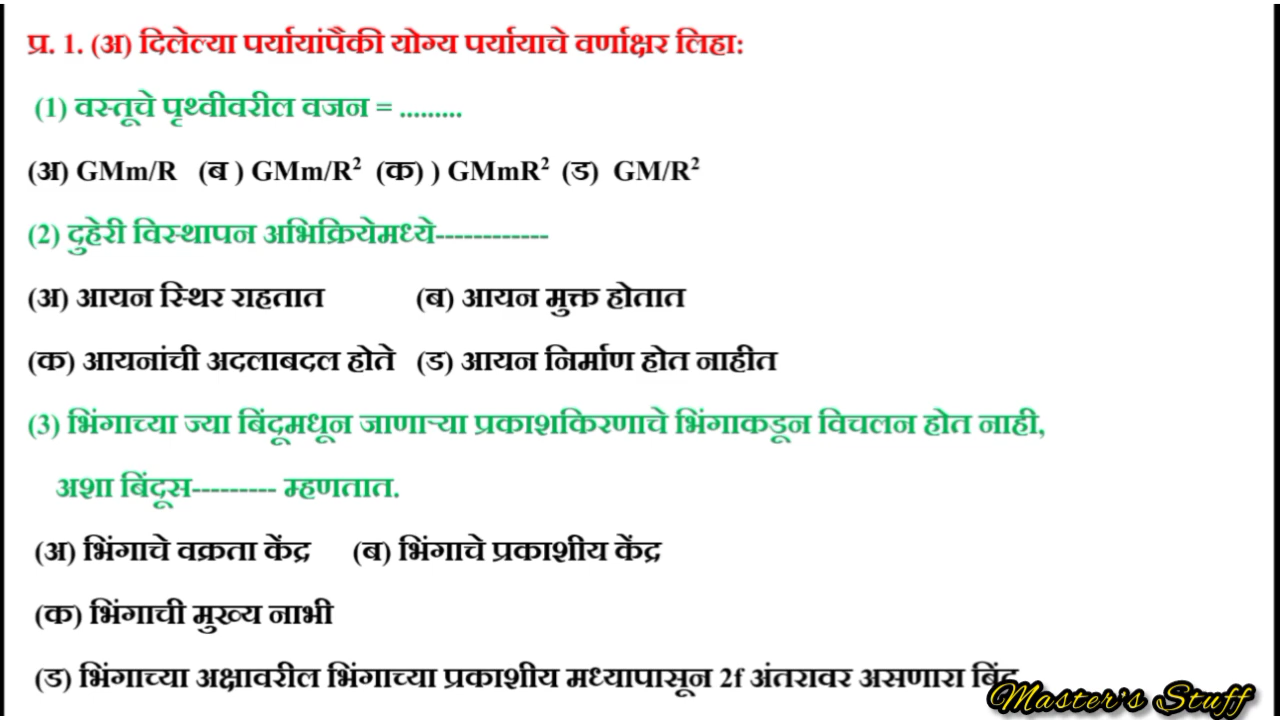 प्र. 1. (अ) दिलेल्या पर्यायांपैकी योग्य पर्यायाचे वर्णाक्षर लिहा:
(1) वस्तूचे पृथ्वीवरील वजन = .........
(अ) GMm/R (ब ) GMm/R² (क) ) GMmR² (ड) GM/R²
(2) दुहेरी विस्थापन अभिक्रियेमध्ये------------
(अ) आयन स्थिर राहतात (ब) आयन मुक्त होतात
(क) आयनांची अदलाबदल होते (ड) आयन निर्माण होत नाहीत
(3) भिंगाच्या ज्या बिंदूमधून जाणाऱ्या प्रकाशकिरणाचे भिंगाकडून विचलन होत नाही,
अशा बिंदूस--------- म्हणतात.
(अ) भिंगाचे वक्रता केंद्र (ब) भिंगाचे प्रकाशीय केंद्र
(क) भिंगाची मुख्य नाभी
(ड) भिंगाच्या अक्षावरील भिंगाच्या प्रकाशीय मध्यापासून 2f अंतरावर असणारा बिंदू
Master's Stuff